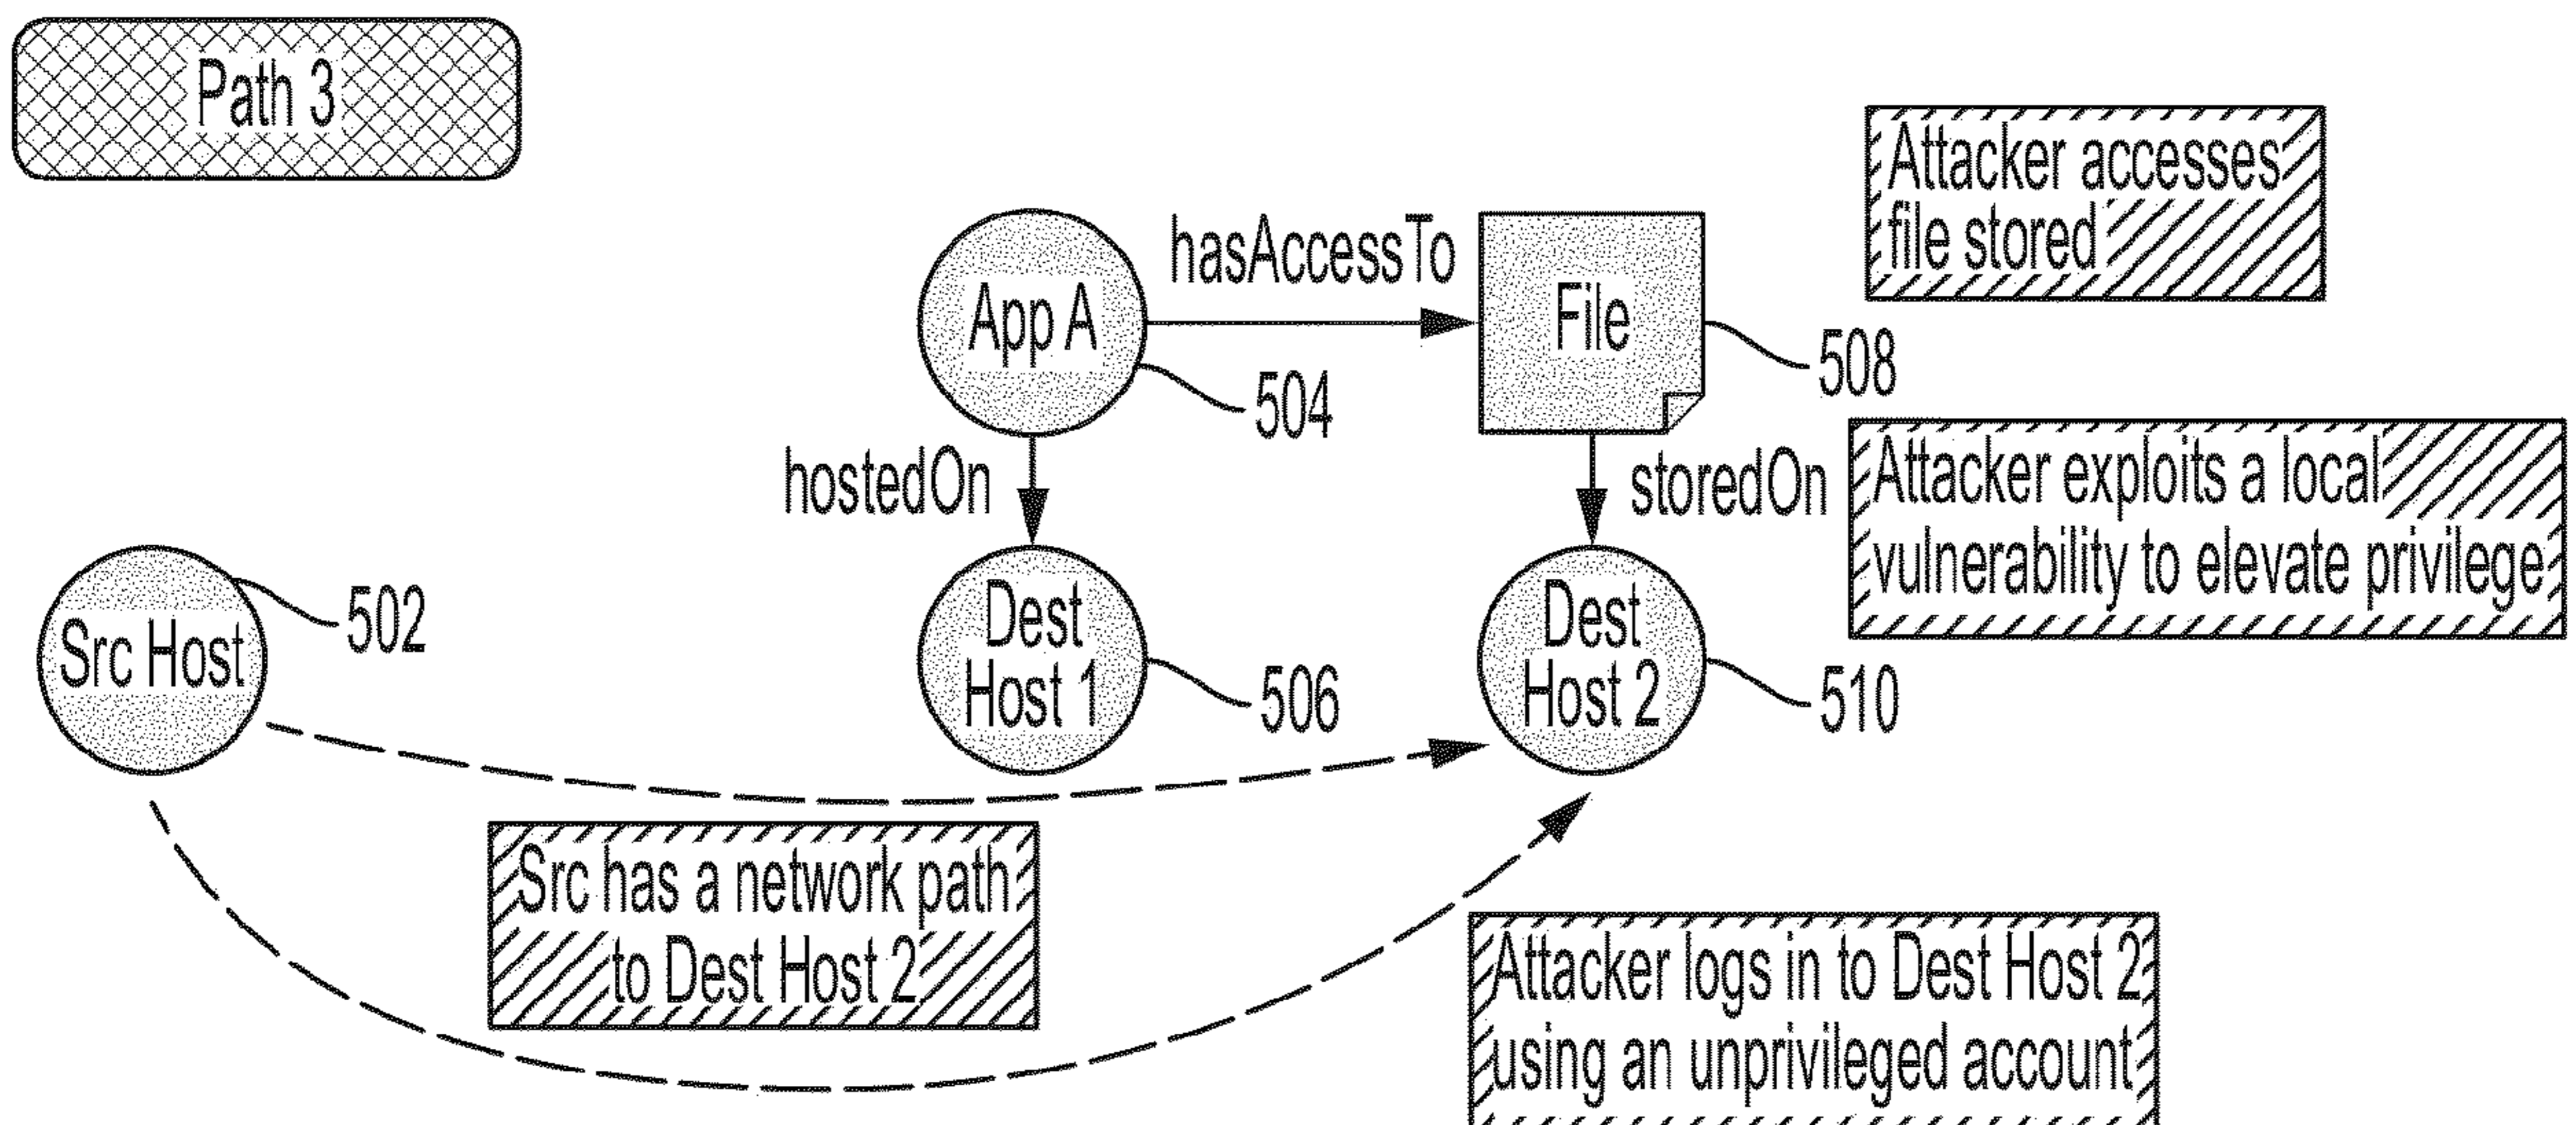 Path 3
Attacker accesses
file stored
hasAccessTo
App A
File
508
504
hostedOn
storedOn
Attacker exploits a local
vulnerability to elevate privilege
Src Host
502
Dest
Host 1
506
Dest
Host 2
510
Src has a network path
to Dest Host 2
Attacker logs in to Dest Host 2
using an unprivileged account